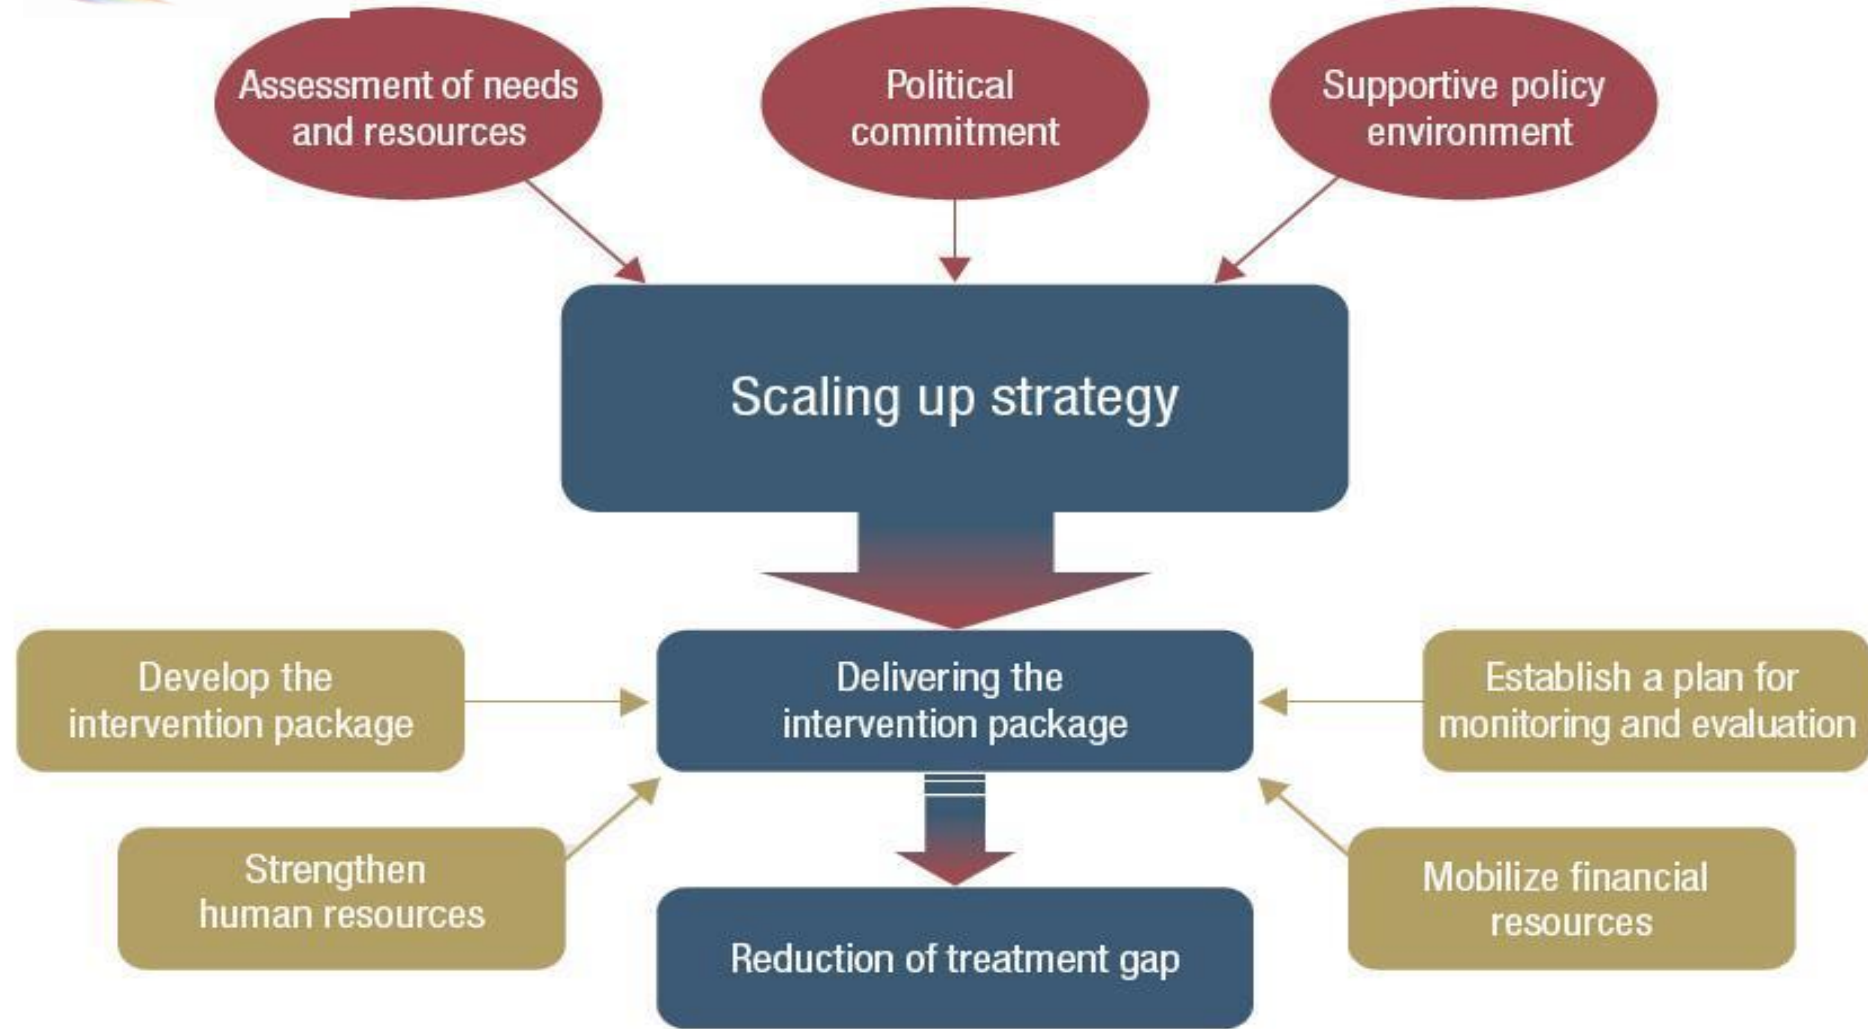 Assessment of needs
and resources
Political
commitment
Supportive policy
environment
Scaling up strategy
Develop the
intervention package
Delivering the
intervention package
Establish a plan for
monitoring and evaluation
Strengthen
human resources
Mobilize financial
resources
Reduction of treatment gap